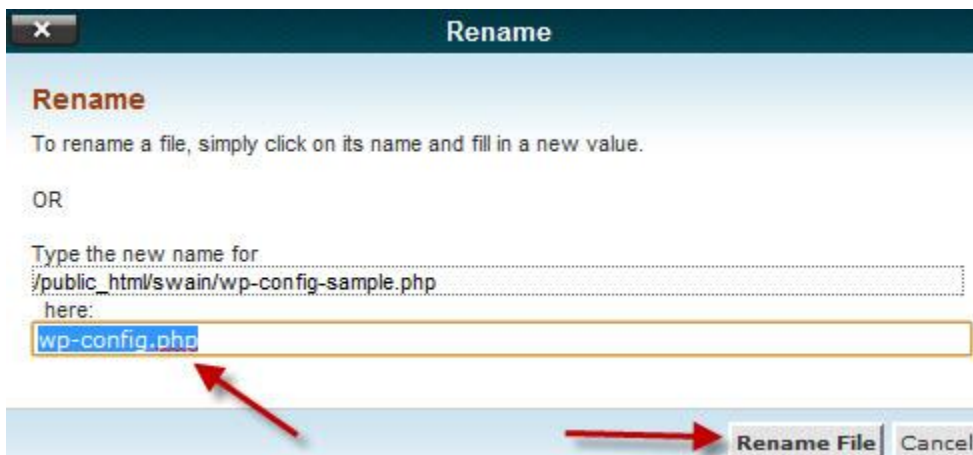 Rename
Rename
To rename a file, simply click on its name and fill in a new value.
OR
Type the new name for
/public_html/swain/wp-config-sample.php
here:
wp-config.php
Rename File Cancel